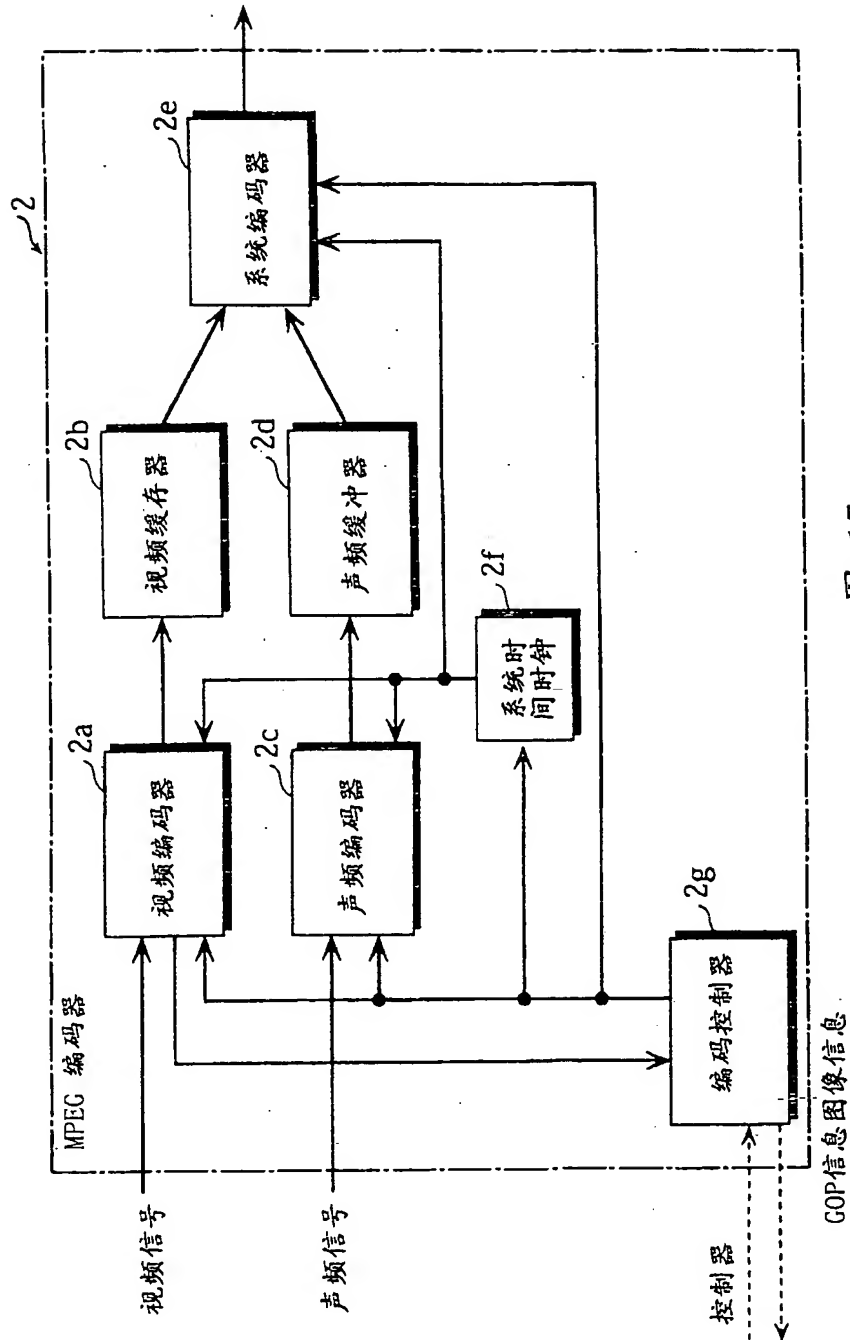 2
MPEG 编码器
视频信号
2a
视频编码器
2b
视频缓存器
2e
系统编码器
声频信号
2c
声频编码器
2d
声频缓冲器
2f
系统时
间时钟
2g
编码控制器
控制器
GOP信息图像信息